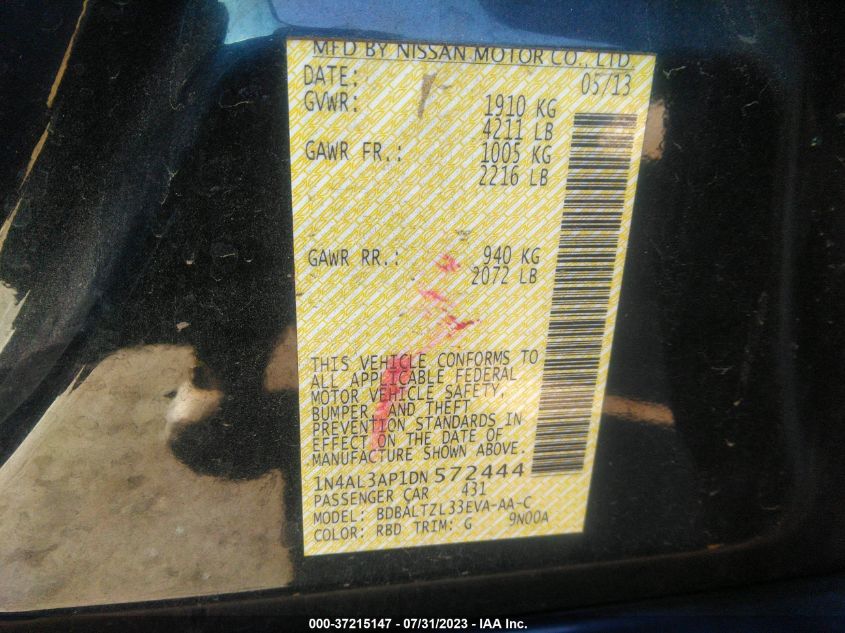 MFD BY NISSAN MOTOR CO., LTD
DATE: 05/13
GVWR: 1910 KG
4211 LB
GAWR FR.: 1005 KG
2216 LB
GAWR RR.: 940 KG
2072 LB
THIS VEHICLE CONFORMS TO
ALL APPLICABLE FEDERAL
MOTOR VEHICLE SAFETY,
BUMPER AND THEFT
PREVENTION STANDARDS IN
EFFECT ON THE DATE OF
MANUFACTURE SHOWN ABOVE.
1N4AL3AP1DN 572444
PASSENGER CAR 431
MODEL: BDBALTZL33EVA-AA-C
COLOR: RBD TRIM: G 9N00A
000-37215147 - 07/31/2023 - IAA Inc.